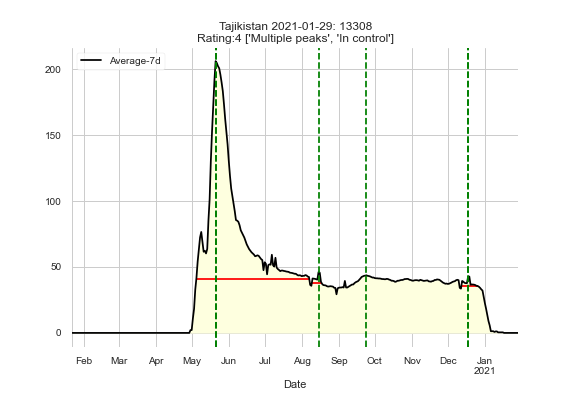 Tajikistan 2021-01-29: 13308
Rating:4 ['Multiple peaks', 'In control']
Average-7d
200
150
100
50
0
Feb Mar Apr May Jun Jul Aug Sep Oct Nov Dec Jan
2021
Date